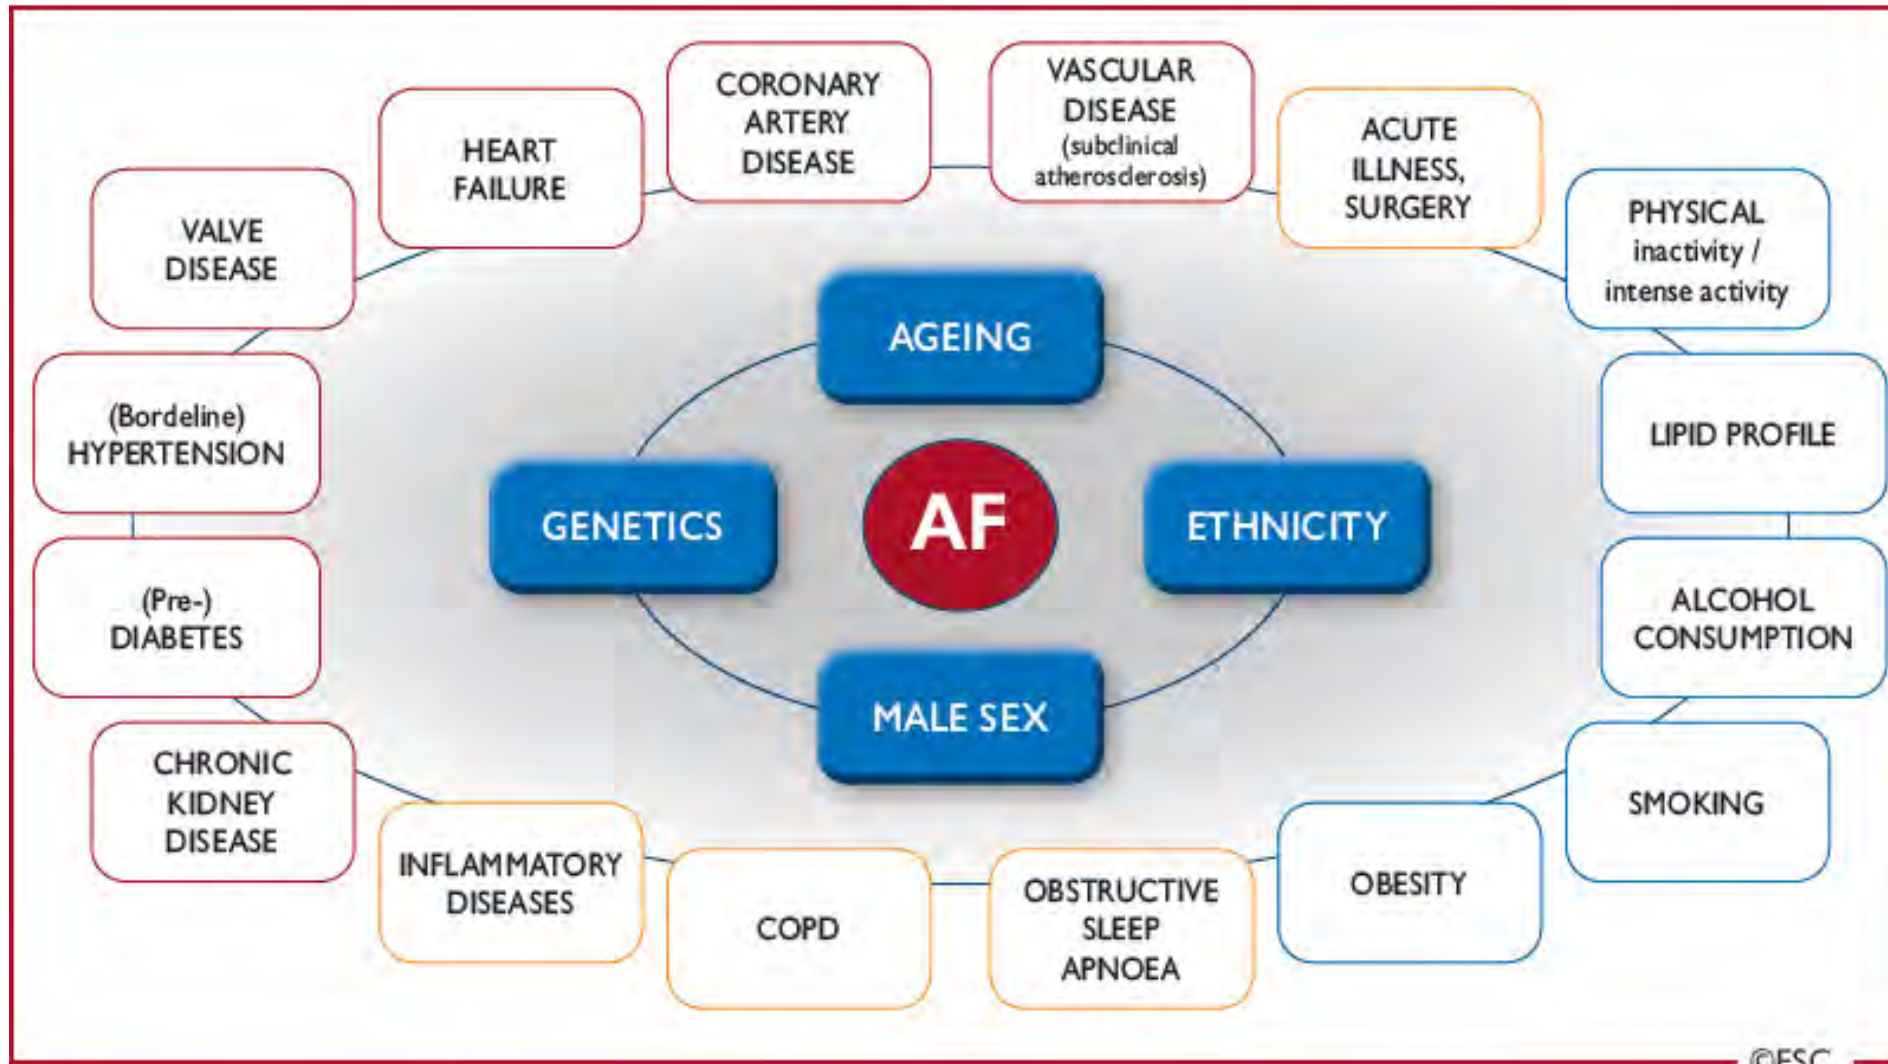 CORONARY
ARTERY
DISEASE
VASCULAR
DISEASE
(subclinical
atherosclerosis)
HEART
FAILURE
ACUTE
ILLNESS,
SURGERY
VALVE
DISEASE
PHYSICAL
inactivity /
intense activity
AGEING
(Bordeline)
HYPERTENSION
LIPID PROFILE
GENETICS
AF
ETHNICITY
(Pre-)
DIABETES
ALCOHOL
CONSUMPTION
MALE SEX
CHRONIC
KIDNEY
DISEASE
SMOKING
INFLAMMATORY
DISEASES
COPD
OBSTRUCTIVE
SLEEP
APNOEA
OBESITY
©ESC